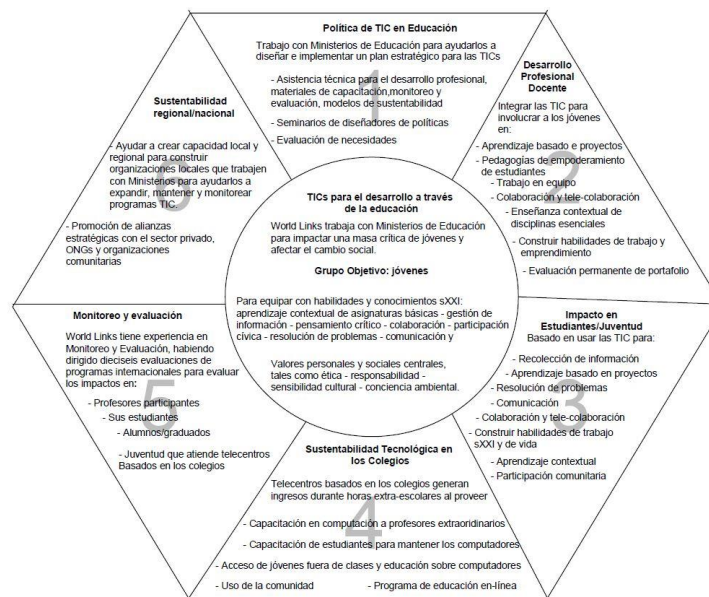 Política de TIC en Educación
Trabajo con Ministerios de Educación para ayudarlos a
diseñar e implementar un plan estratégico para las TICs
- Asistencia técnica para el desarrollo profesional,
materiales de capacitación,monitoreo y
evaluación, modelos de sustentabilidad
- Seminarios de diseñadores de políticas
- Evaluación de necesidades
1
Desarrollo
Profesional
Docente
Integrar las TIC para
involucrar a los jóvenes
en:
- Aprendizaje basado e proyectos
- Pedagogías de empoderamiento
de estudiantes
- Trabajo en equipo
- Colaboración y tele-colaboración
- Enseñanza contextual de
disciplinas esenciales
- Construir habilidades de trabajo y
emprendimiento
- Evaluación permanente de portafolio
2
Impacto en
Estudiantes/Juventud
Basado en usar las TIC para:
- Recolección de información
- Aprendizaje basado en proyectos
- Resolución de problemas
- Comunicación
- Colaboración y tele-colaboración
- Construir habilidades de trabajo
sXXI y de vida
- Aprendizaje contextual
- Participación comunitaria
3
Sustentabilidad Tecnológica en
los Colegios
Telecentros basados en los colegios generan
ingresos durante horas extra-escolares al proveer
- Capacitación en computación a profesores extraoridinarios
- Capacitación de estudiantes para mantener los computadores
- Acceso de jóvenes fuera de clases y educación sobre computadores
- Uso de la comunidad - Programa de educación en-línea
4
Monitoreo y evaluación
World Links tiene experiencia en
Monitoreo y Evaluación, habiendo
dirigido dieciseis evaluaciones de
programas internacionales para evaluar
los impactos en:
- Profesores participantes
- Sus estudiantes
- Alumnos/graduados
- Juventud que atiende telecentros
Basados en los colegios
5
Sustentabilidad
regional/nacional
- Ayudar a crear capacidad local y
regional para construir
organizaciones locales que trabajen
con Ministerios para ayudarlos a
expandir, mantener y monitorear
programas TIC.
- Promoción de alianzas
estratégicas con el sector privado,
ONGs y organizaciones
comunitarias
6
TICs para el desarrollo a través
de la educación
World Links trabaja con Ministerios de Educación
para impactar una masa crítica de jóvenes y
afectar el cambio social.
Grupo Objetivo: jóvenes
Para equipar con habilidades y conocimientos sXXI:
aprendizaje contextual de asignaturas básicas - gestión de
información - pensamiento crítico - colaboración - participación
cívica - resolución de problemas - comunicación y
Valores personales y sociales centrales,
tales como ética - responsabilidad -
sensibilidad cultural - conciencia ambiental.